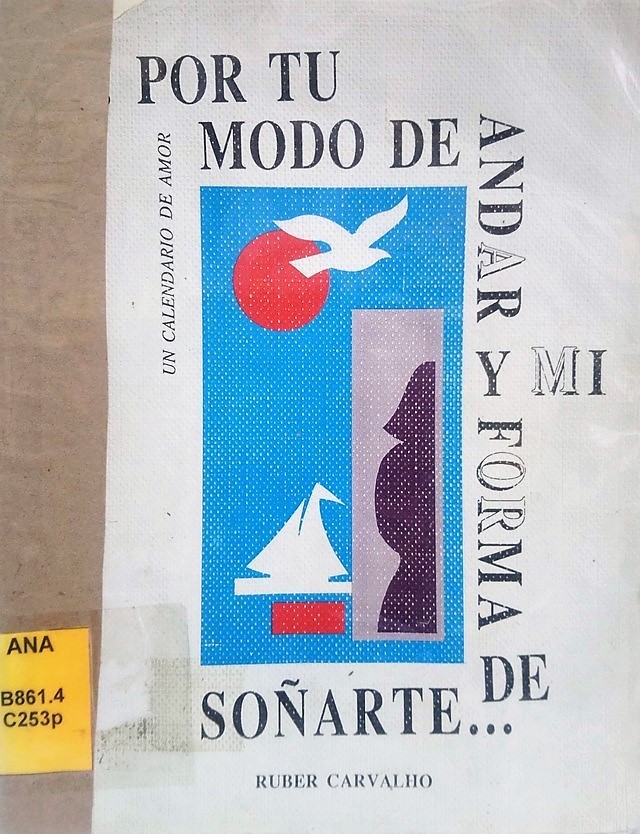 POR TU
MODO DE
ANDAR
Y MI
FORMA
DE
SOÑARTE...
UN CALENDARIO DE AMOR
RUBER CARVALHO
ANA
B861.4
C253p